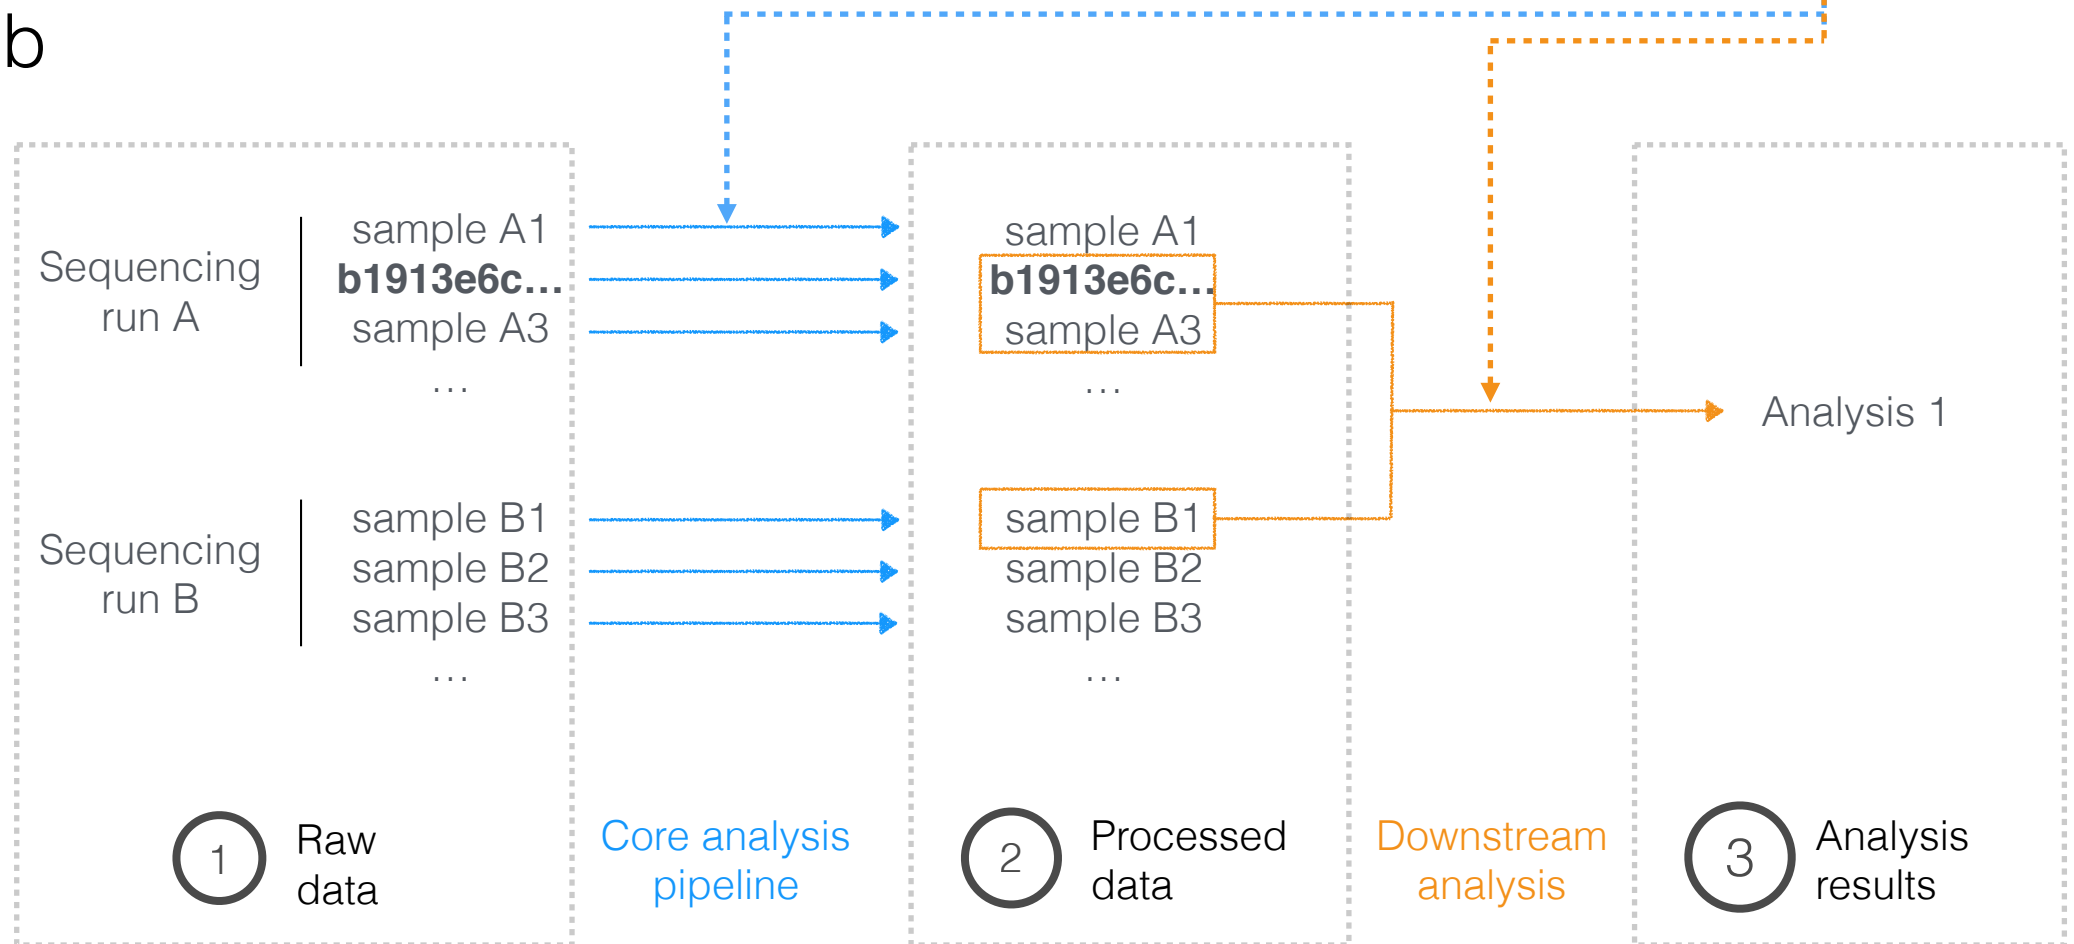 b
Sequencing
run A
sample A1
b1913e6c...
sample A3
...
Sequencing
run B
sample B1
sample B2
sample B3
...
1
Raw
data
Core analysis
pipeline
sample A1
b1913e6c...
sample A3
...
sample B1
sample B2
sample B3
...
2
Processed
data
Downstream
analysis
Analysis 1
3
Analysis
results